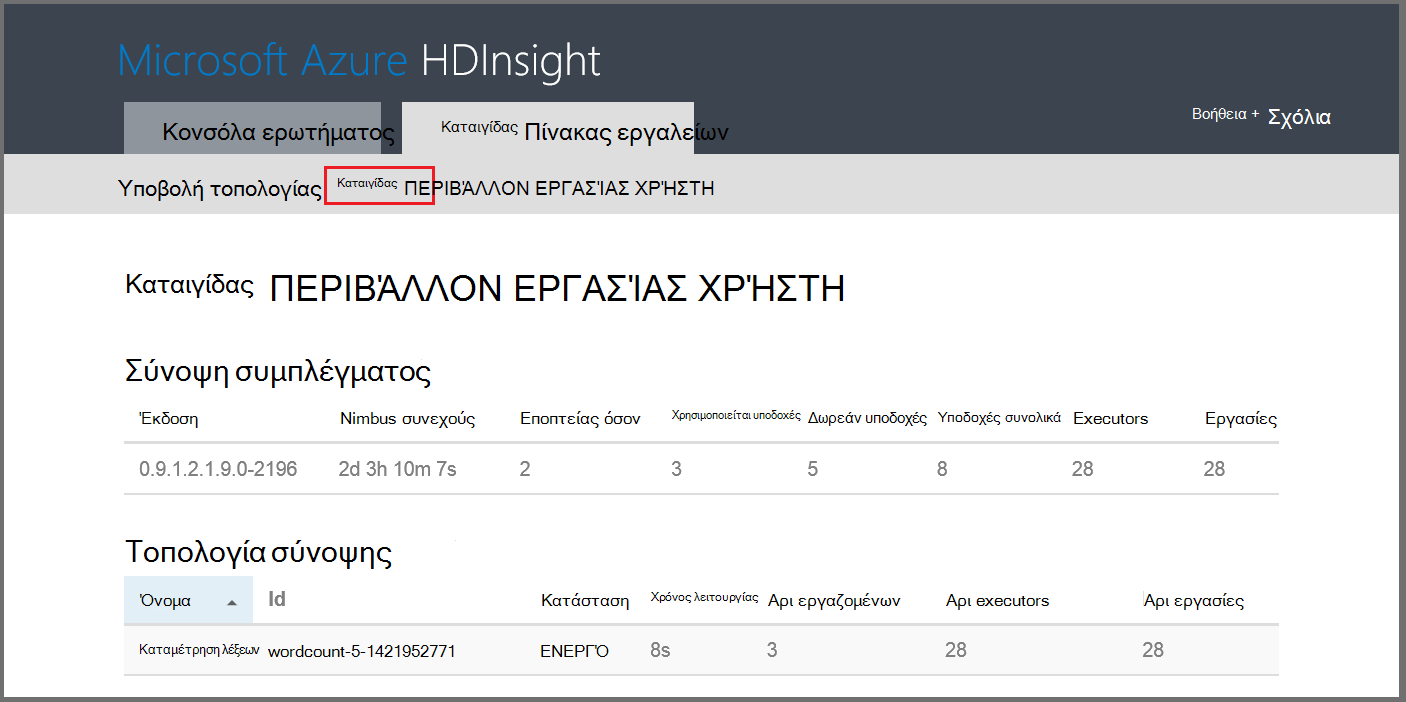 Microsoft Azure HDInsight
Κονσόλα ερωτήματος Καταιγίδας Πίνακας εργαλείων Βοήθεια + Σχόλια
Υποβολή τοπολογίας Καταιγίδας ΠΕΡΙΒΆΛΛΟΝ ΕΡΓΑΣΊΑΣ ΧΡΉΣΤΗ
Καταιγίδας ΠΕΡΙΒΆΛΛΟΝ ΕΡΓΑΣΊΑΣ ΧΡΉΣΤΗ
Σύνοψη συμπλέγματος
Έκδοση Nimbus συνεχούς Εποπτείας όσον Χρησιμοποιείται υποδοχές Δωρεάν υποδοχές Υποδοχές συνολικά Executors Εργασίες
0.9.1.2.1.9.0-2196 2d 3h 10m 7s 2 3 5 8 28 28
Τοπολογία σύνοψης
Όνομα Id Κατάσταση Χρόνος λειτουργίας Αρι εργαζομένων Αρι executors Αρι εργασίες
Καταμέτρηση λέξεων wordcount-5-1421952771 ΕΝΕΡΓΌ 8s 3 28 28